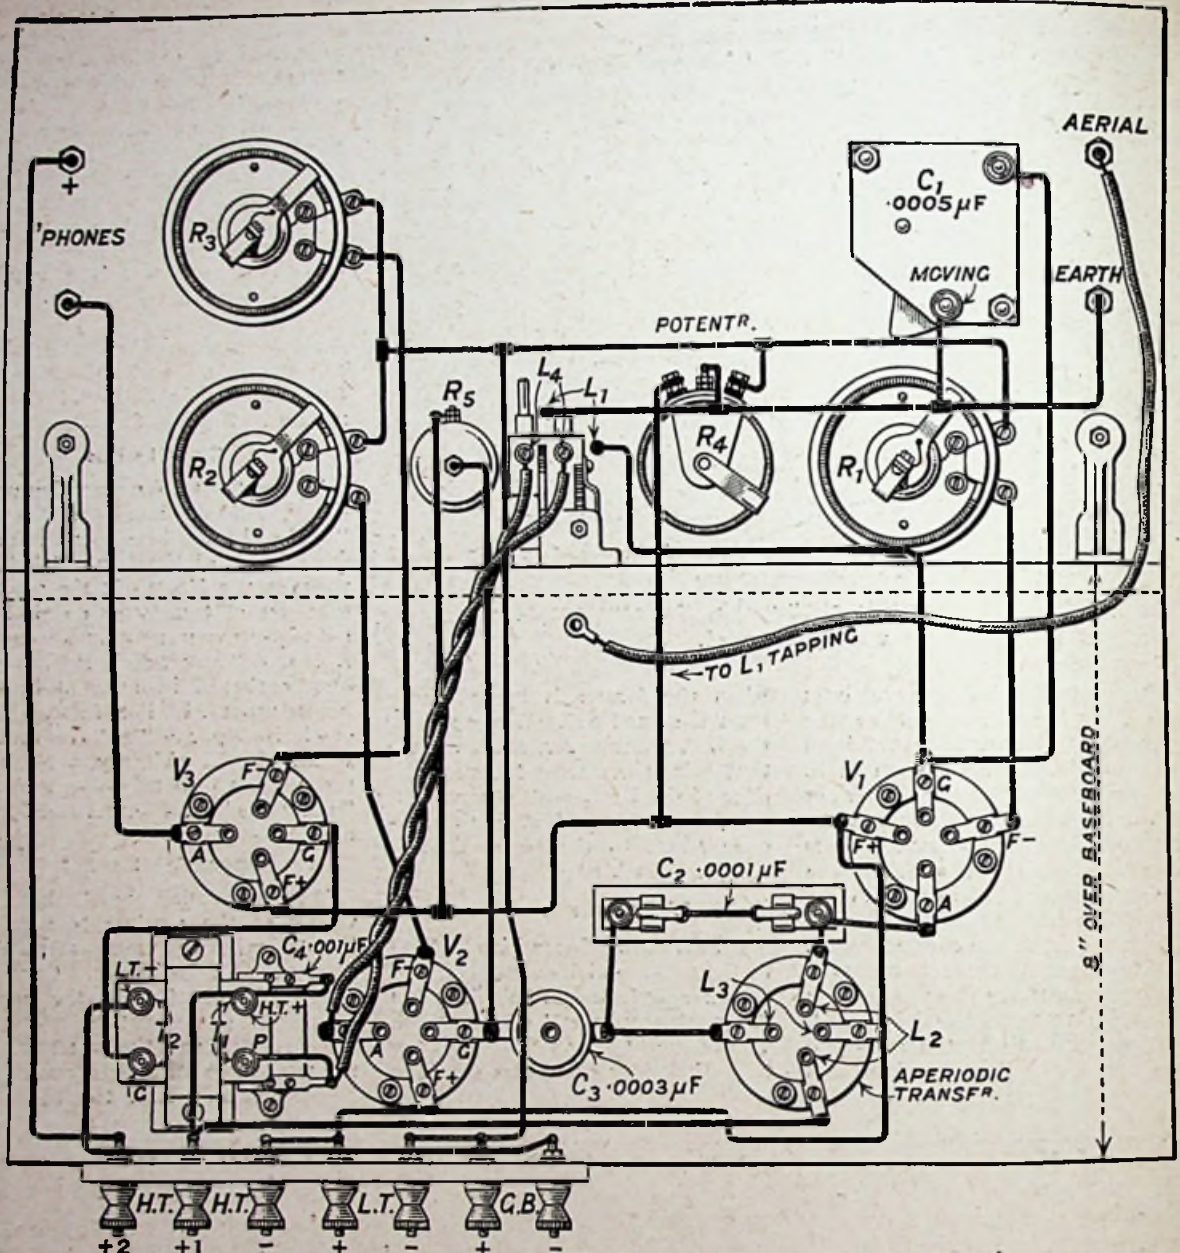 AERIAL
+
'PHONES
R3
C1
.0005µF
MOVING
EARTH
POTENTR.
L4
L1
R5
R2
R4
R1
TO L1 TAPPING
8" OVER BASEBOARD
V3
F-
A
G
F+
V1
G
F+
F-
A
C2 .0001µF
C4 .001µF
L.T.-
H.T.+
P
G
V2
F-
A
G
F+
L3
L2
C3 .0003µF
APERIODIC
TRANSFR.
H.T. H.T. L.T. G.B.
+2 +1 - + - + -